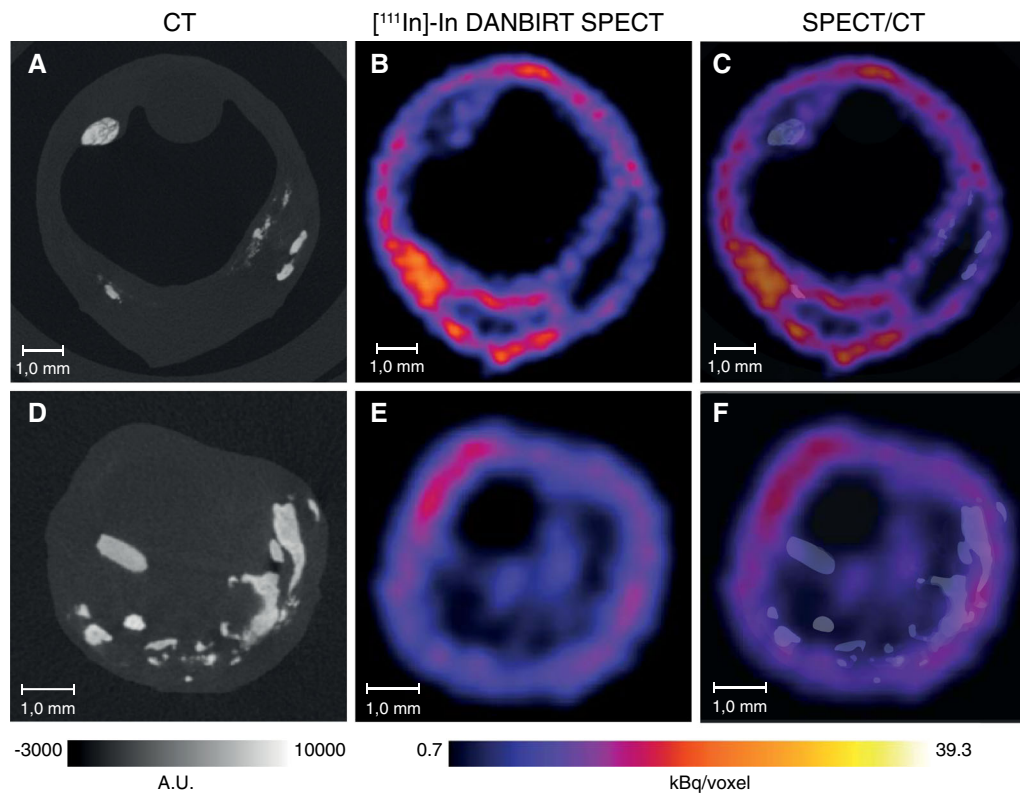 CT
[¹¹¹In]-In DANBIRT SPECT
SPECT/CT
A
B
C
1,0 mm
1,0 mm
1,0 mm
D
E
F
1,0 mm
1,0 mm
1,0 mm
-3000
10000
A.U.
0.7
39.3
kBq/voxel